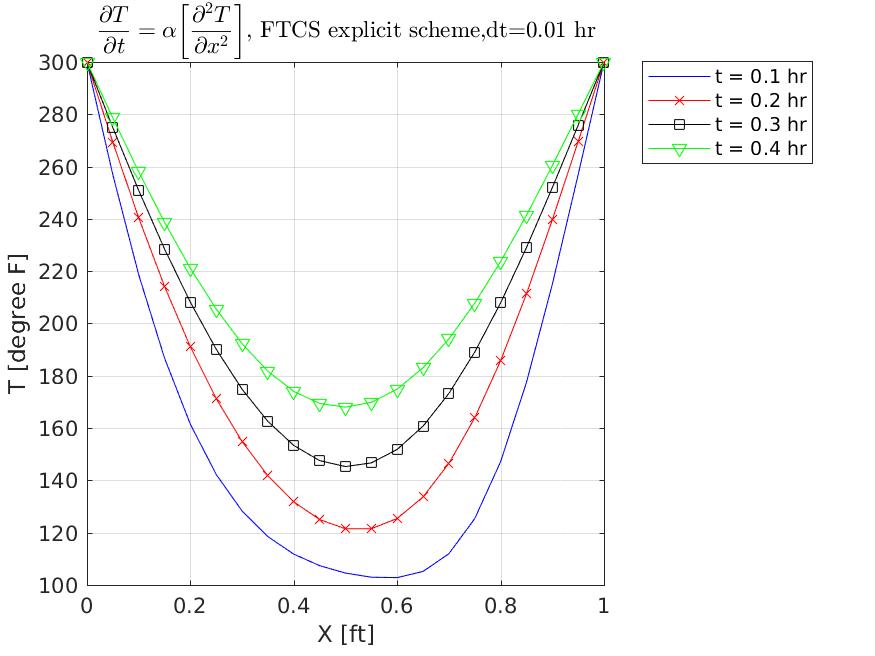 ∂T/∂t = α[∂²T/∂x²], FTCS explicit scheme,dt=0.01 hr
300
280
260
240
220
200
180
160
140
120
100
T [degree F]
0 0.2 0.4 0.6 0.8 1
X [ft]
t = 0.1 hr
t = 0.2 hr
t = 0.3 hr
t = 0.4 hr